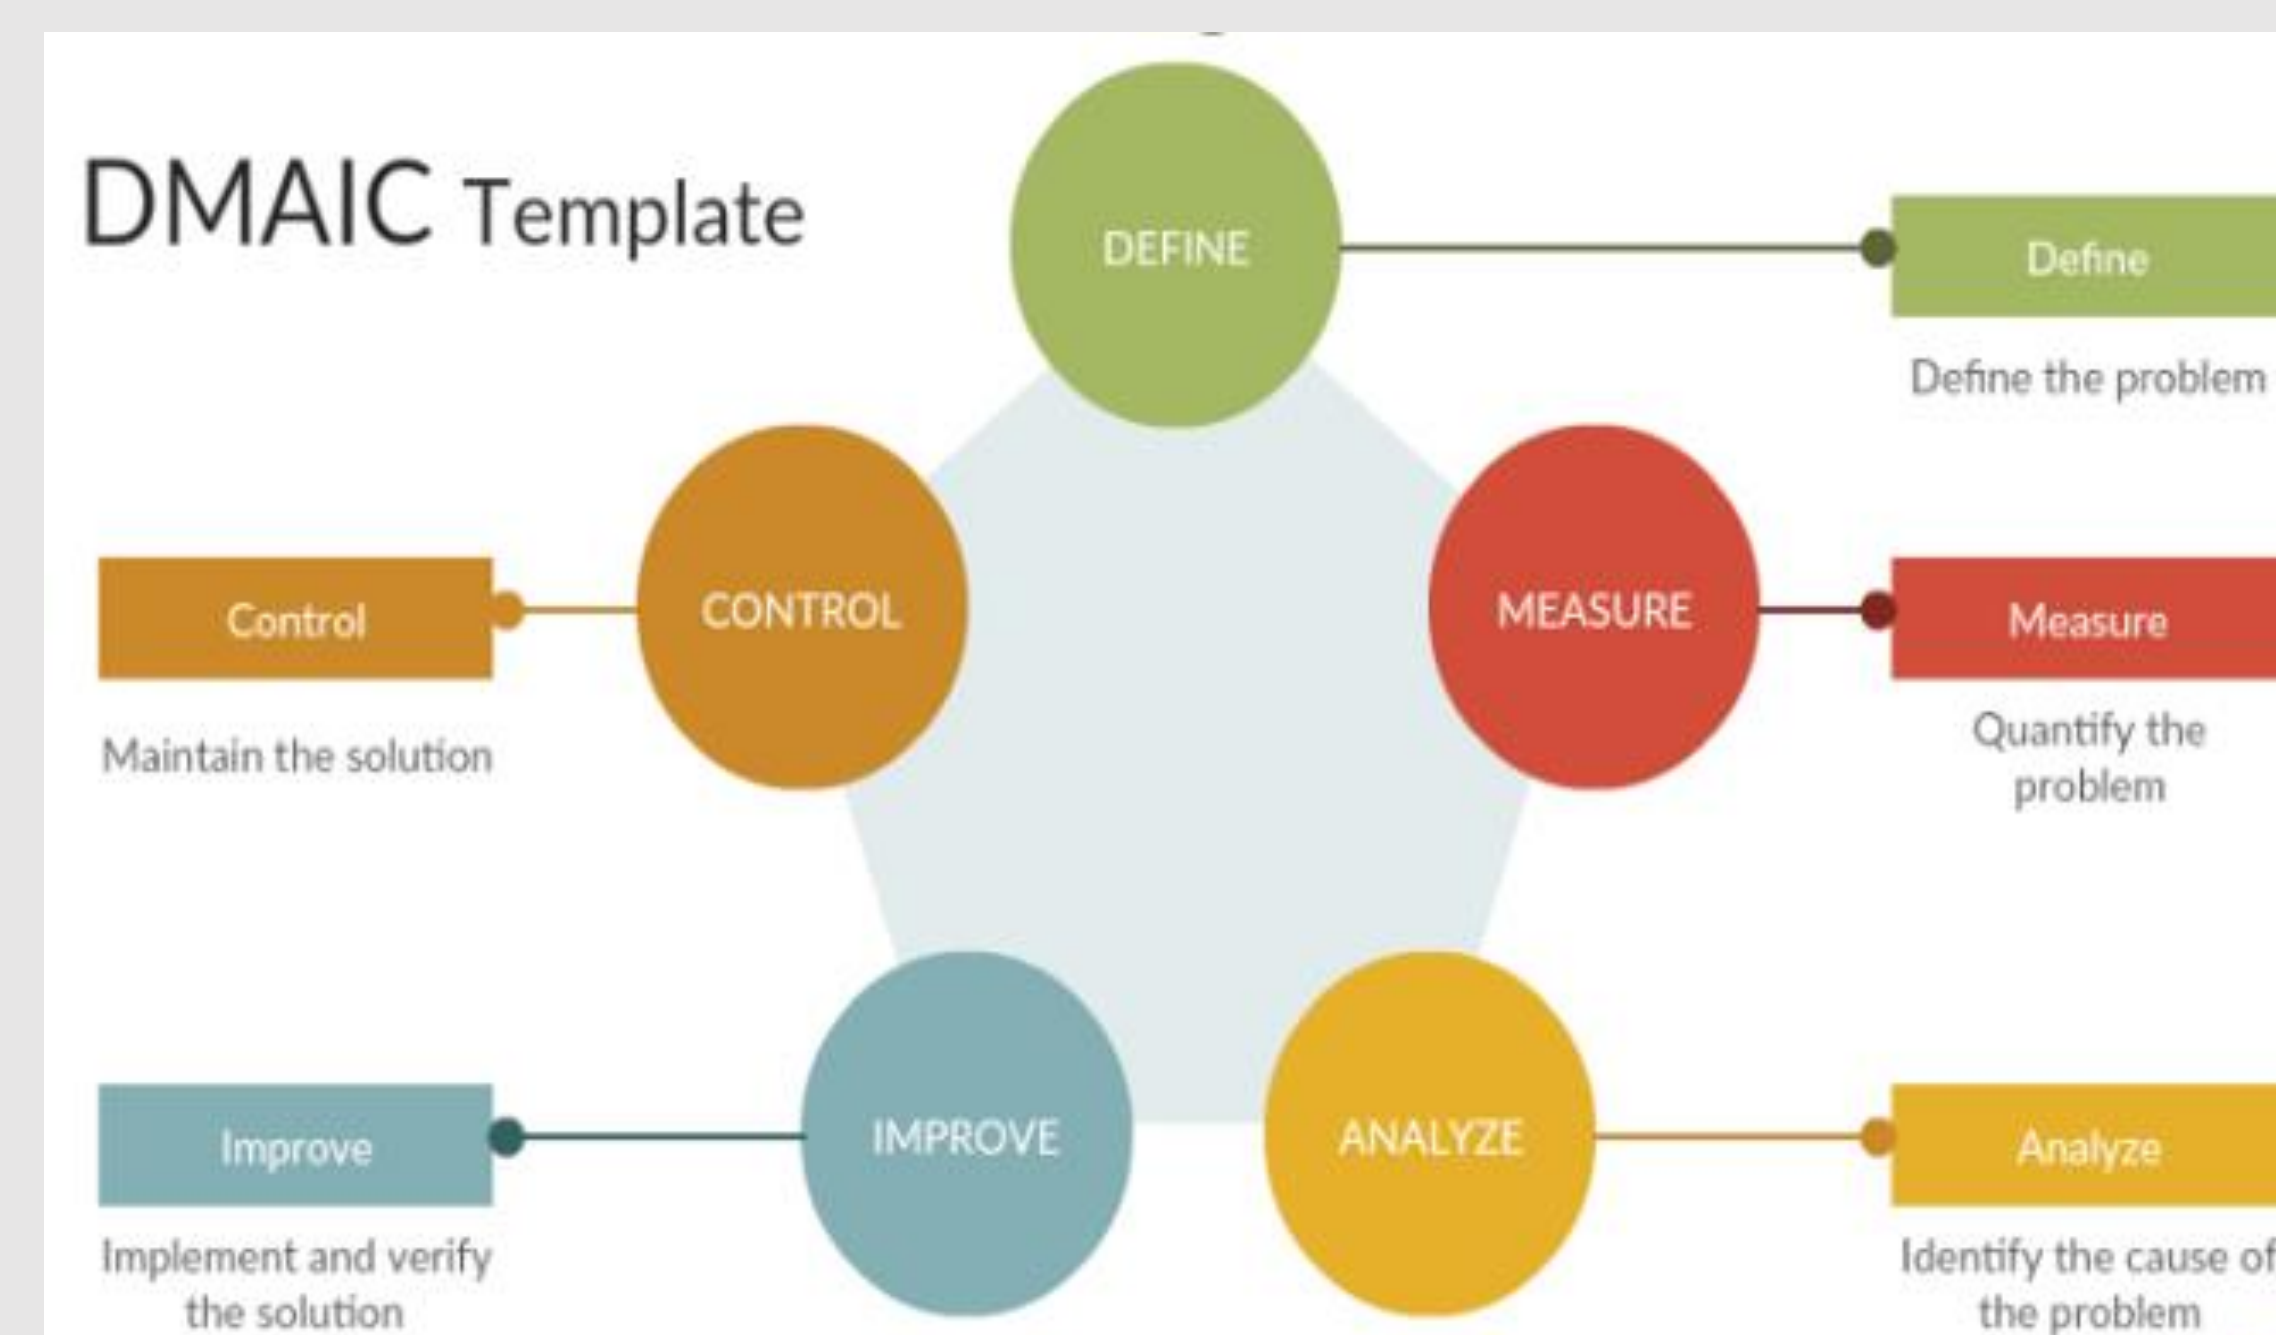 DMAIC Template
DEFINE
Define
Define the problem
CONTROL
Control
Maintain the solution
MEASURE
Measure
Quantify the
problem
IMPROVE
Improve
Implement and verify
the solution
ANALYZE
Analyze
Identify the cause of
the problem